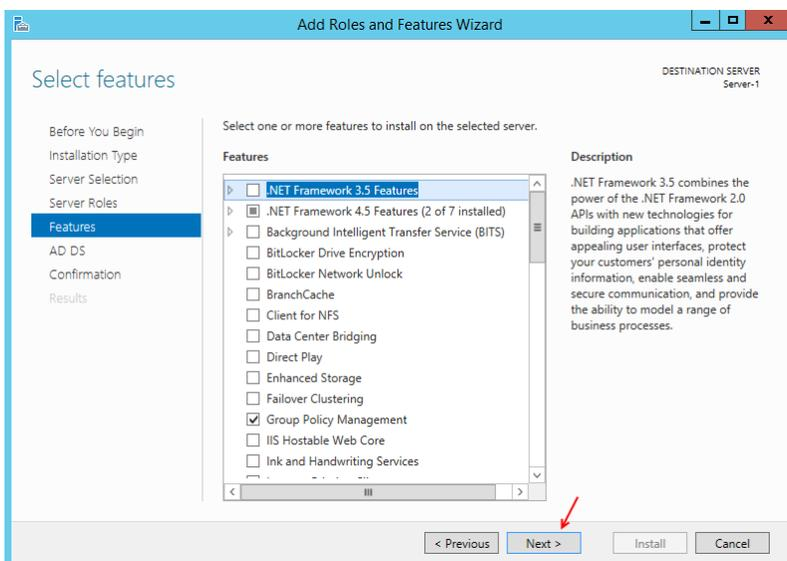 Add Roles and Features Wizard
Select features
DESTINATION SERVER
Server-1
Before You Begin
Installation Type
Server Selection
Server Roles
Features
AD DS
Confirmation
Results
Select one or more features to install on the selected server.
Features
.NET Framework 3.5 Features
.NET Framework 4.5 Features (2 of 7 installed)
Background Intelligent Transfer Service (BITS)
BitLocker Drive Encryption
BitLocker Network Unlock
BranchCache
Client for NFS
Data Center Bridging
Direct Play
Enhanced Storage
Failover Clustering
Group Policy Management
IIS Hostable Web Core
Ink and Handwriting Services
Description
.NET Framework 3.5 combines the
power of the .NET Framework 2.0
APIs with new technologies for
building applications that offer
appealing user interfaces, protect
your customers' personal identity
information, enable seamless and
secure communication, and provide
the ability to model a range of
business processes.
< Previous
Next >
Install
Cancel